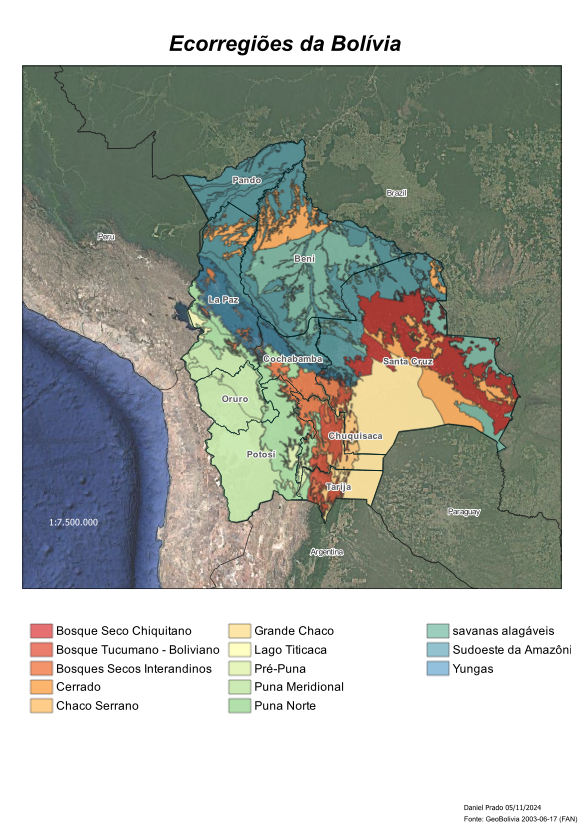 Ecorregiões da Bolívia
Pando
Brazil
Peru
Beni
La Paz
Cochabamba
Santa Cruz
Oruro
Chuquisaca
Potosi
Tarija
Paraguay
1:7.500.000
Argentina
Bosque Seco Chiquitano
Bosque Tucumano - Boliviano
Bosques Secos Interandinos
Cerrado
Chaco Serrano
Grande Chaco
Lago Titicaca
Pré-Puna
Puna Meridional
Puna Norte
savanas alagáveis
Sudoeste da Amazôni
Yungas
Daniel Prado 05/11/2024
Fonte: GeoBolivia 2003-06-17 (FAN)